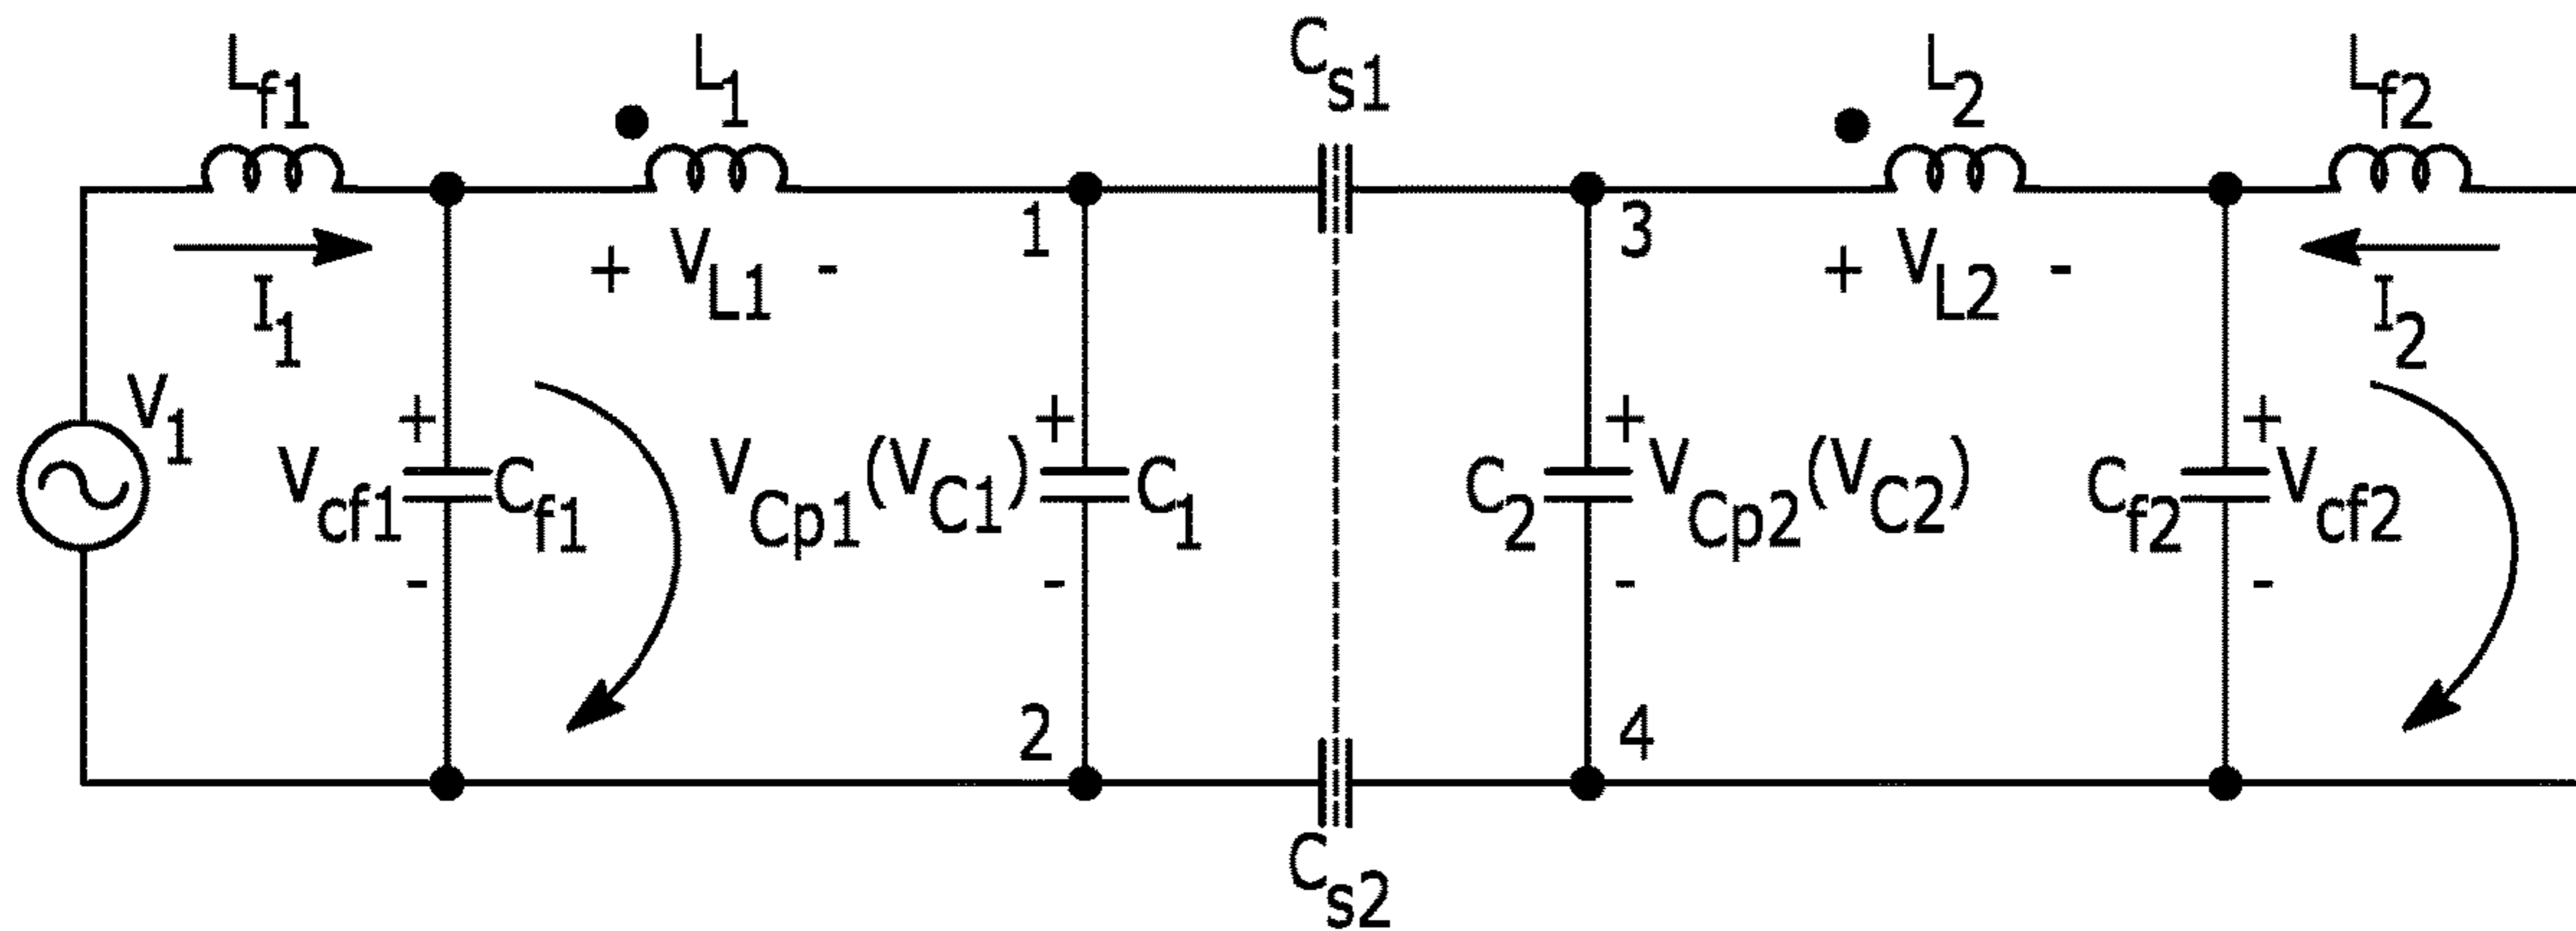 Lf1
L1
Cs1
L2
Lf2
I1
+ VL1 -
1
3
+ VL2 -
I2
V1
+
Vcf1
-
Cf1
VCp1(VC1)
+
-
C1
C2
+
VCp2(VC2)
-
Cf2
+
Vcf2
-
2
4
Cs2